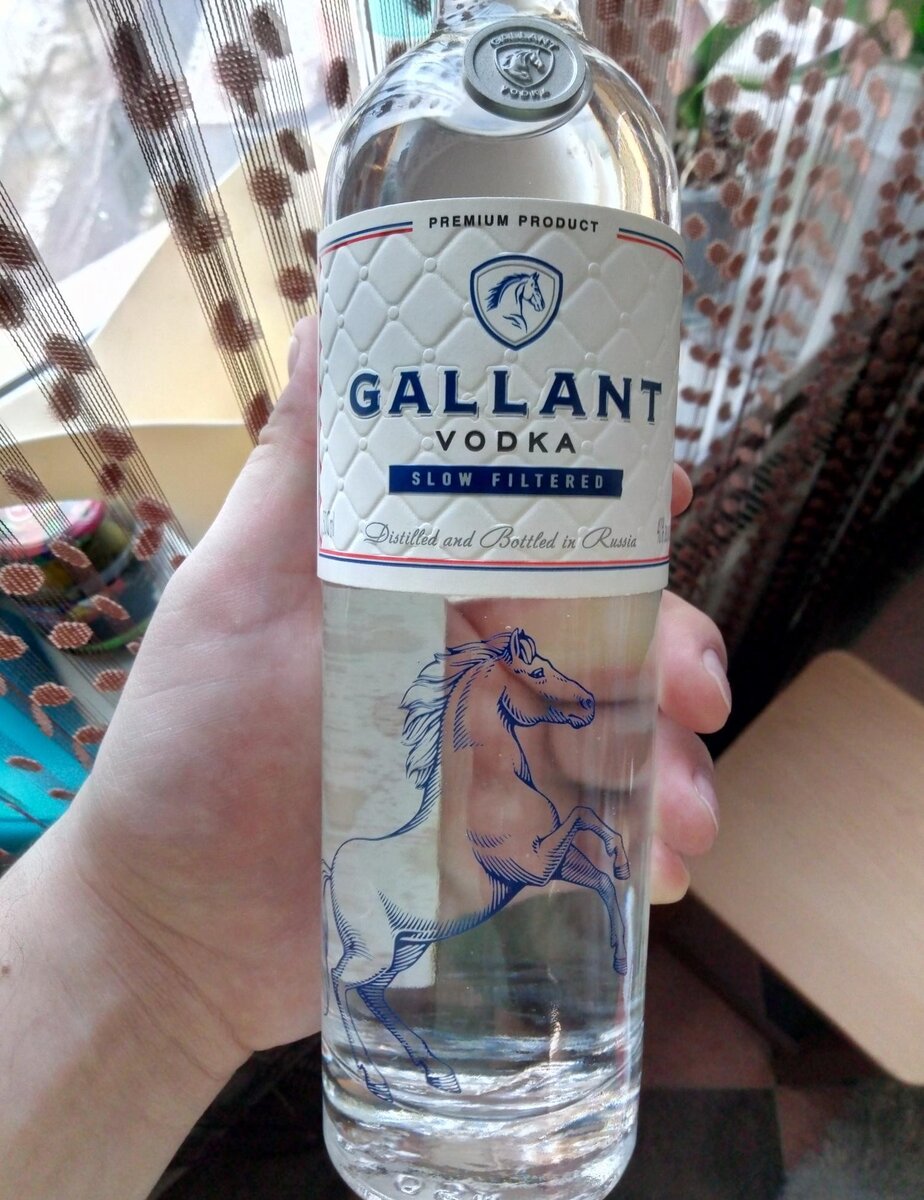 GALLANT
VODKA
PREMIUM PRODUCT
GALLANT
VODKA
SLOW FILTERED
Distilled and Bottled in Russia